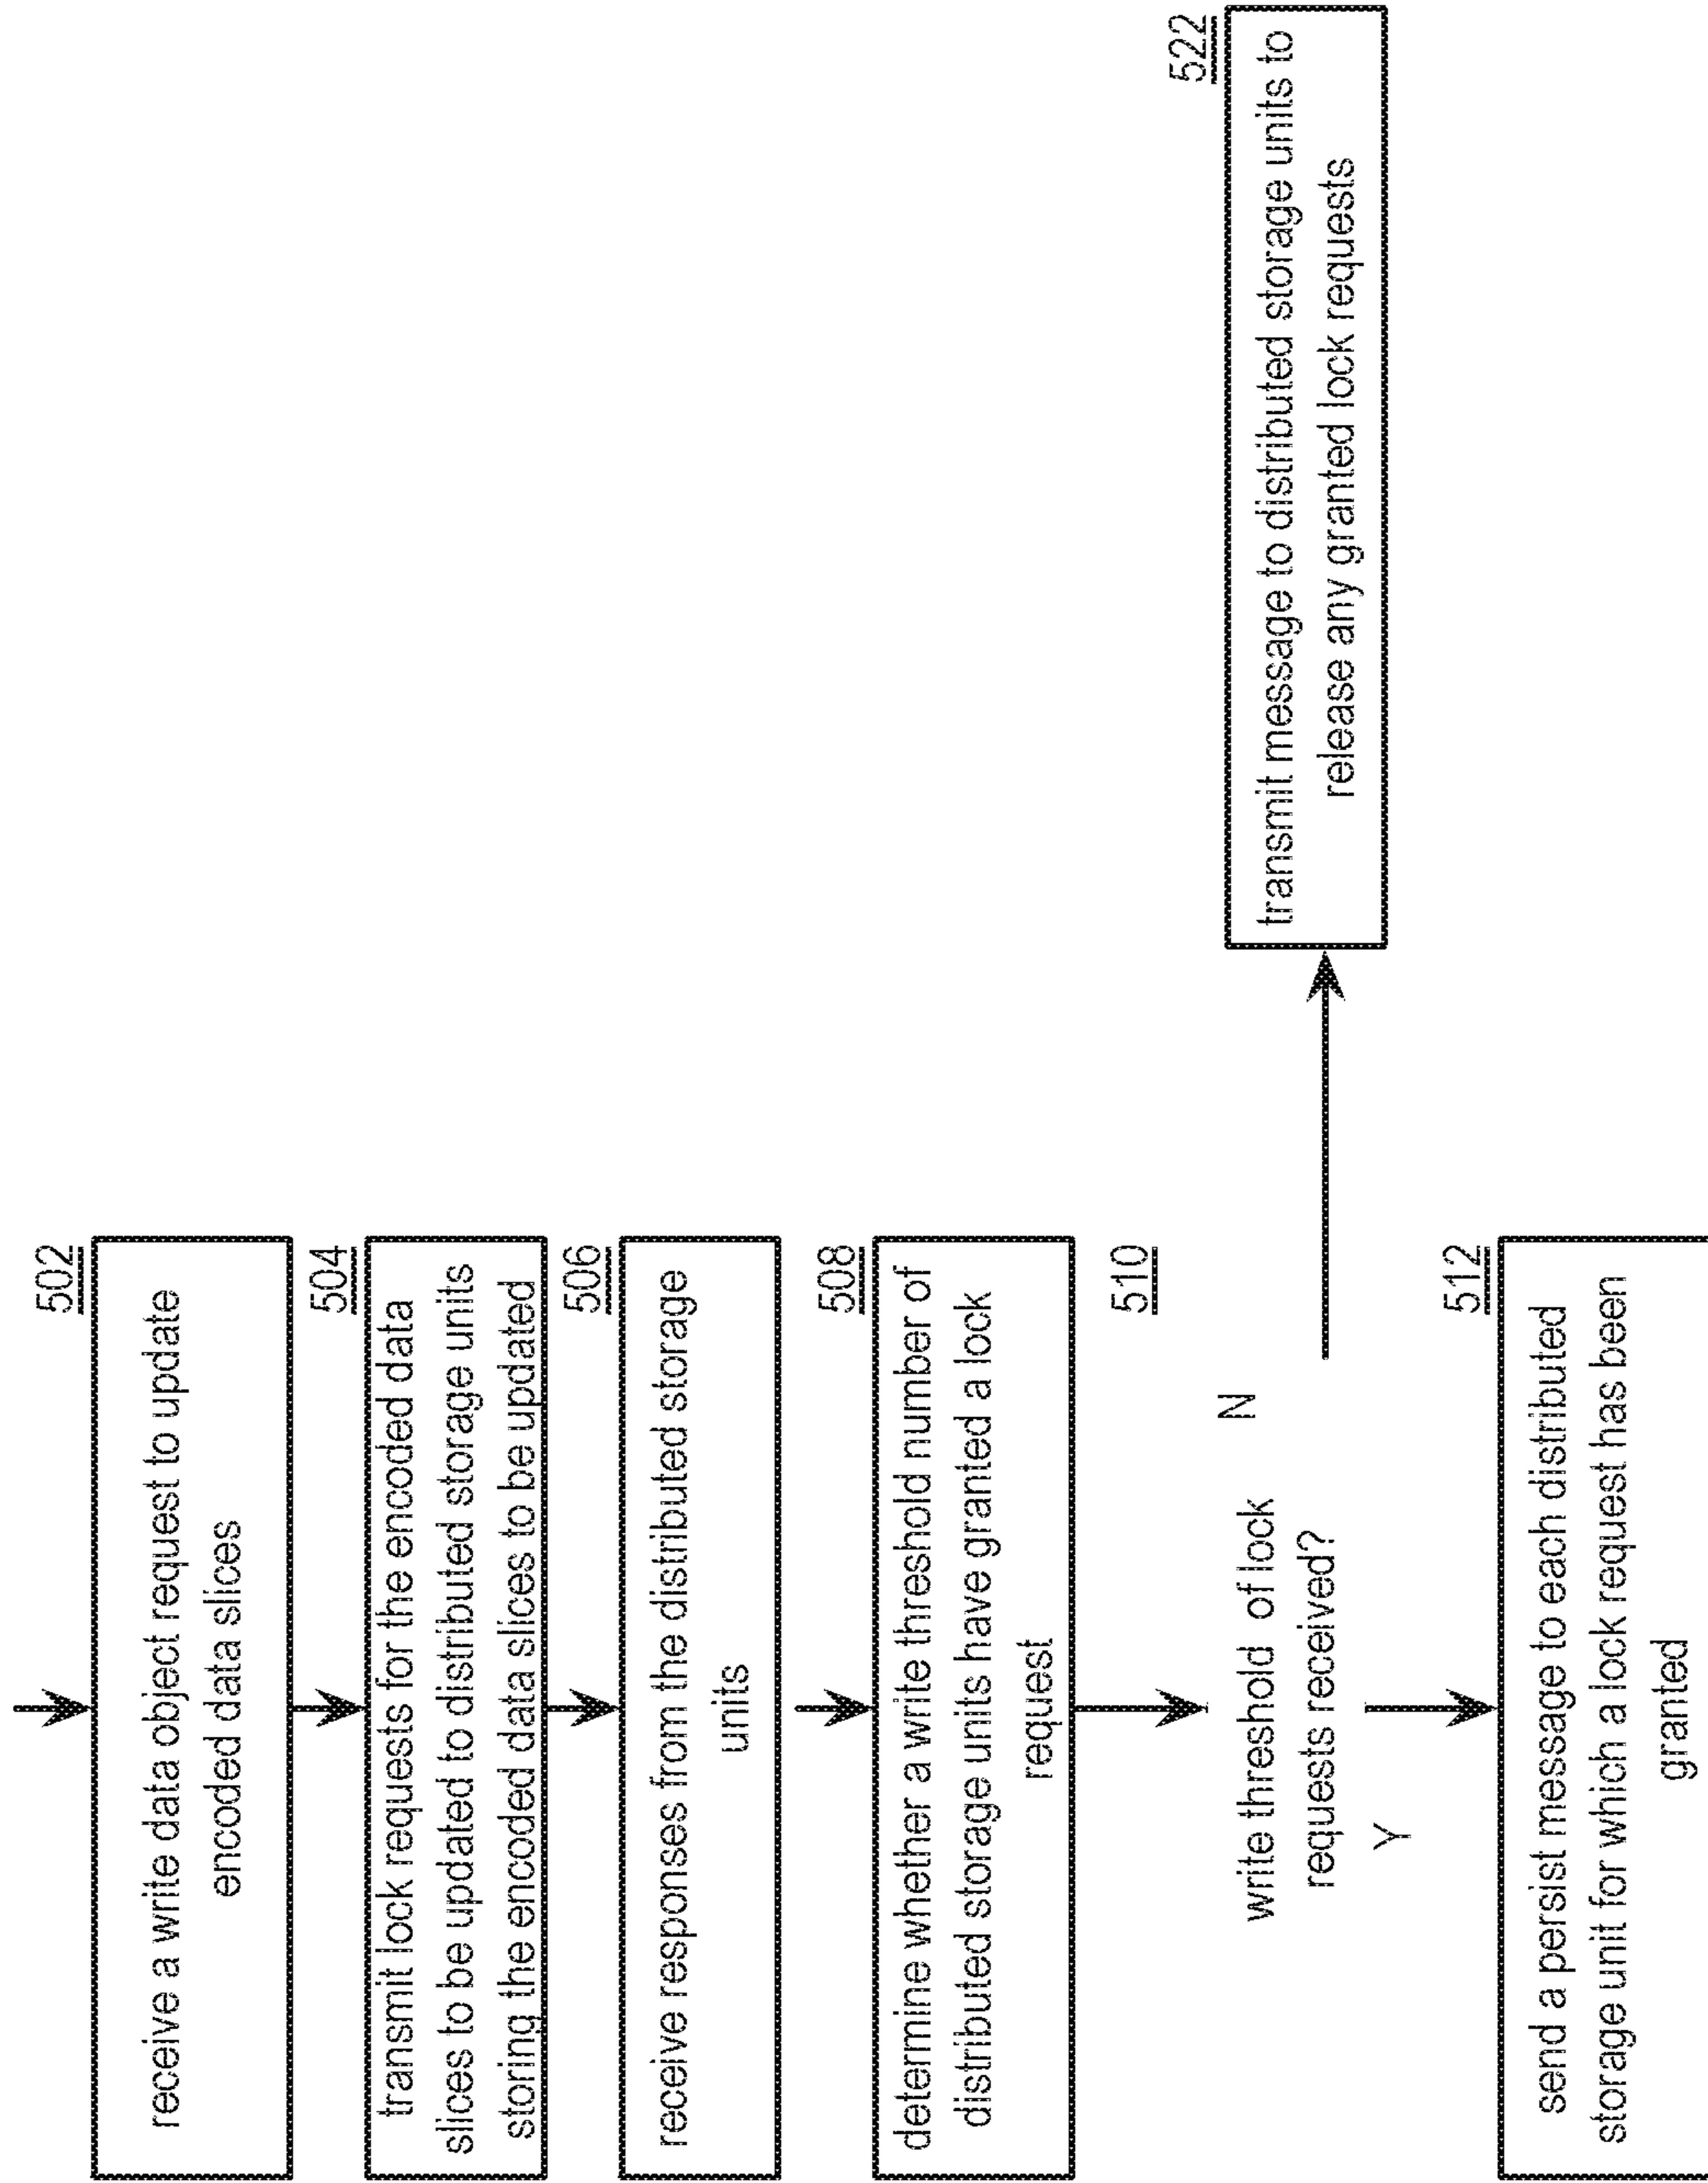 502
receive a write data object request to update
encoded data slices
504
transmit lock requests for the encoded data
slices to be updated to distributed storage units
storing the encoded data slices to be updated
506
receive responses from the distributed storage
units
508
determine whether a write threshold number of
distributed storage units have granted a lock
request
510
write threshold of lock
requests received?
N
Y
522
transmit message to distributed storage units to
release any granted lock requests
512
send a persist message to each distributed
storage unit for which a lock request has been
granted